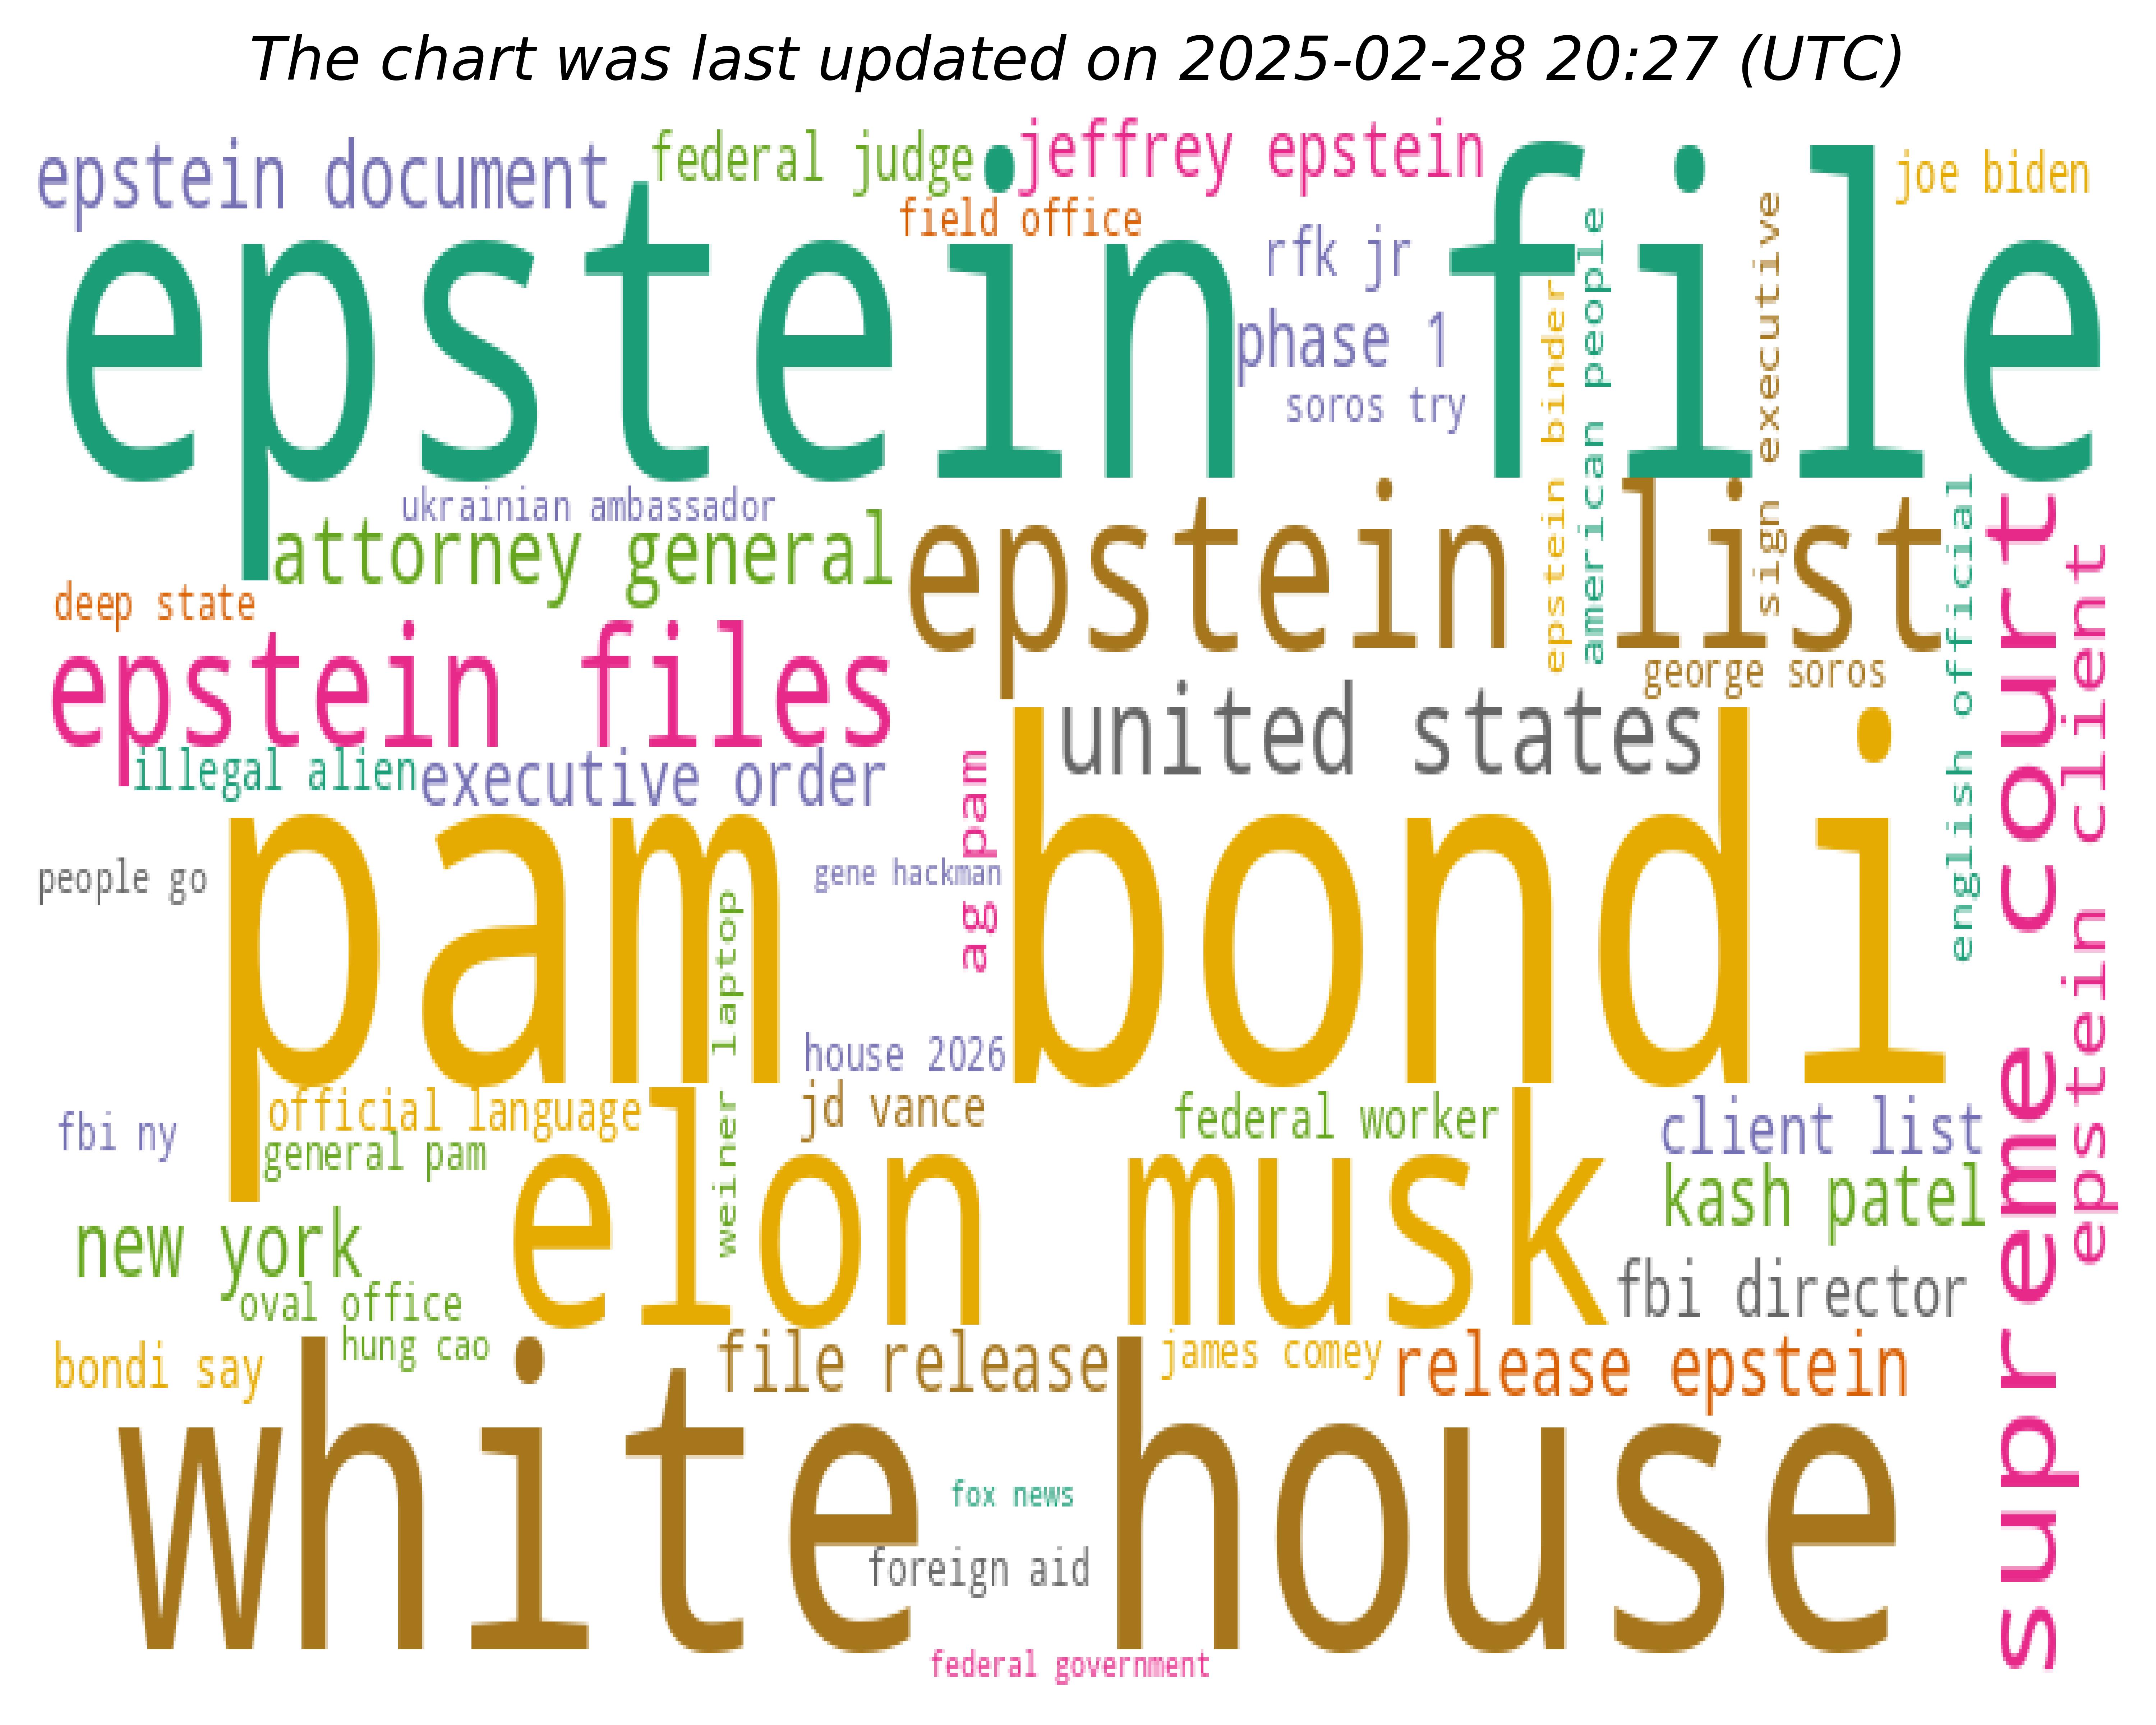 The chart was last updated on 2025-02-28 20:27 (UTC)
epstein document
federal judge
jeffrey epstein
joe biden
field office
epstein file
rfk jr
phase 1
soros try
epstein binder
american people
sign executive
ukrainian ambassador
attorney general
epstein list
english official
supreme court
epstein client
deep state
epstein files
george soros
united states
illegal alien
executive order
ag pam
pam bondi
people go
gene hackman
weiner laptop
house 2026
official language
jd vance
federal worker
client list
fbi ny
general pam
elon musk
kash patel
new york
fbi director
oval office
hung cao
bondi say
file release
james comey
release epstein
white house
fox news
foreign aid
federal government